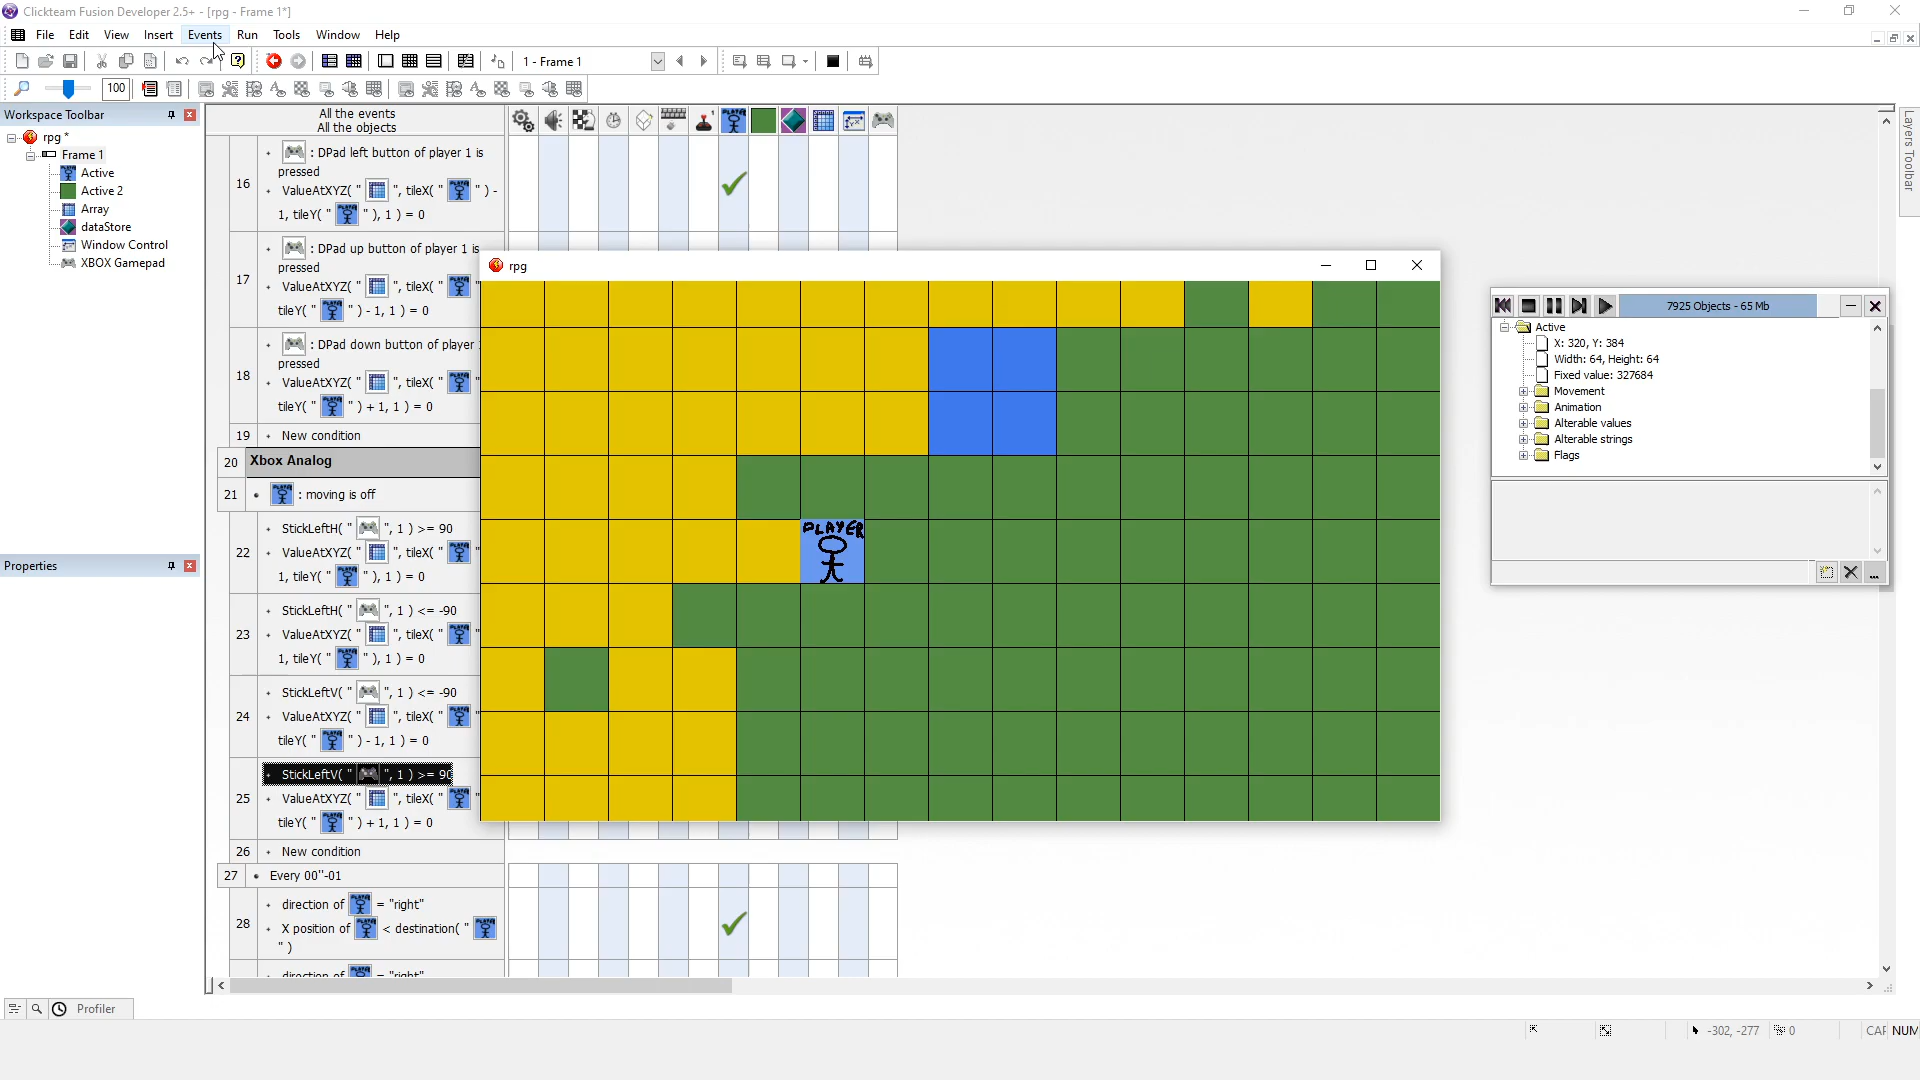 Clickteam Fusion Developer 2.5+ - [rpg - Frame 1*]
File Edit View Insert Events Run Tools Window Help
1 - Frame 1
100
Workspace Toolbar
rpg *
Frame 1
Active
Active 2
Array
dataStore
Window Control
XBOX Gamepad
Properties
All the events
All the objects
16
: DPad left button of player 1 is
pressed
ValueAtXYZ( " ", tileX( " " ) -
1, tileY( " " ), 1 ) = 0
17
: DPad up button of player 1 is
pressed
ValueAtXYZ( " ", tileX( "
tileY( " " ) - 1, 1 ) = 0
18
: DPad down button of player
pressed
ValueAtXYZ( " ", tileX( "
tileY( " " ) + 1, 1 ) = 0
19 New condition
20 Xbox Analog
21 : moving is off
22
StickLeftH( " ", 1 ) >= 90
ValueAtXYZ( " ", tileX( "
1, tileY( " " ), 1 ) = 0
23
StickLeftH( " ", 1 ) <= -90
ValueAtXYZ( " ", tileX( "
1, tileY( " " ), 1 ) = 0
24
StickLeftV( " ", 1 ) <= -90
ValueAtXYZ( " ", tileX( "
tileY( " " ) - 1, 1 ) = 0
25
StickLeftV( " ", 1 ) >= 90
ValueAtXYZ( " ", tileX( "
tileY( " " ) + 1, 1 ) = 0
26 New condition
27 Every 00"-01
28
direction of = "right"
X position of < destination( "
" )
direction of = "right"
rpg
PLAYER
7925 Objects - 65 Mb
Active
X: 320, Y: 384
Width: 64, Height: 64
Fixed value: 327684
Movement
Animation
Alterable values
Alterable strings
Flags
Layers Toolbar
Profiler
-302, -277
0
CAP NUM